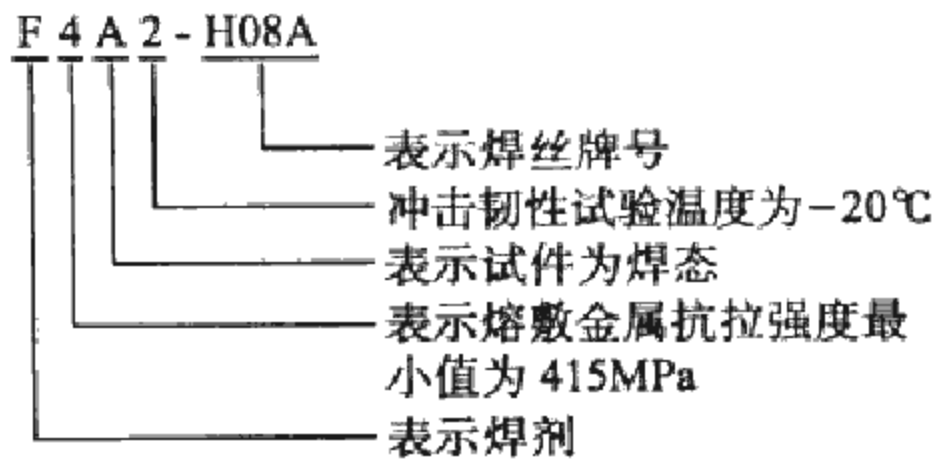 F4A2-H08A
表示焊丝牌号
冲击韧性试验温度为-20℃
表示试件为焊态
表示熔敷金属抗拉强度最
小值为 415MPa
表示焊剂